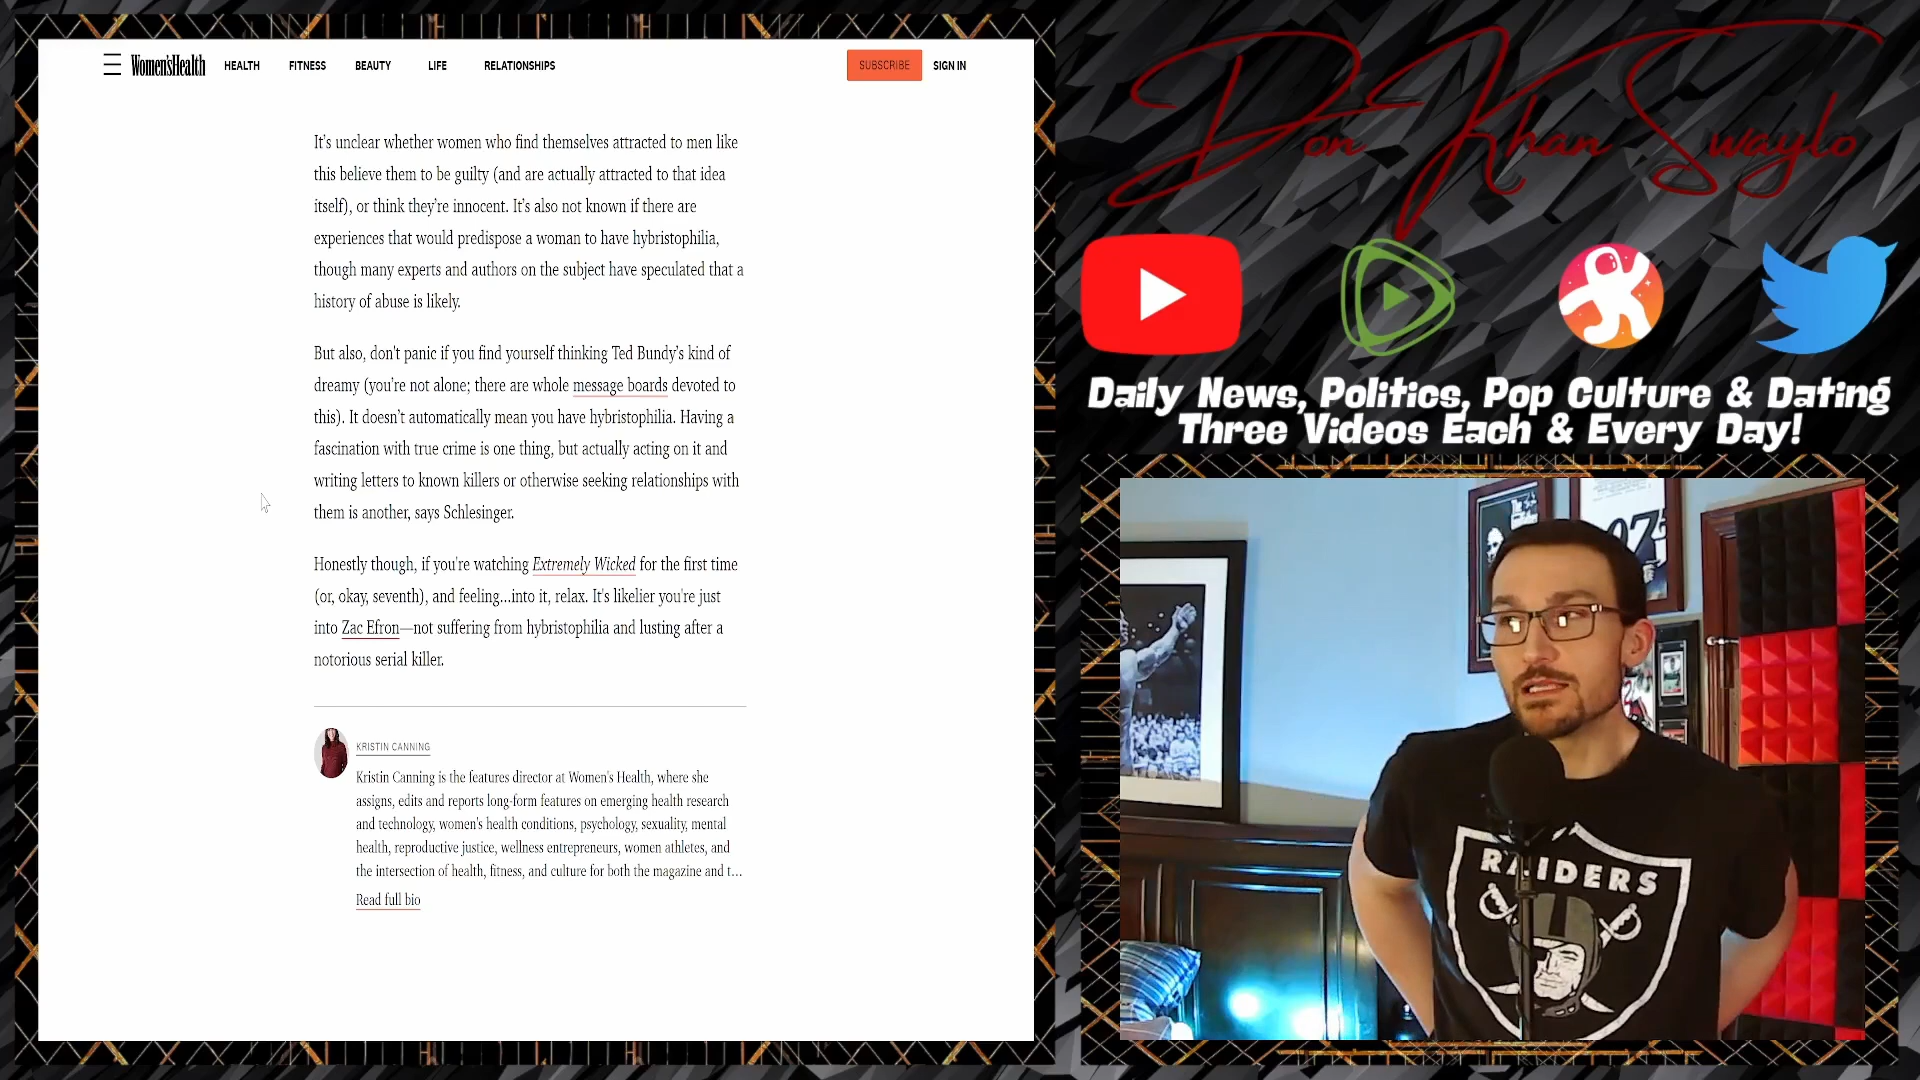 Women'sHealth HEALTH FITNESS BEAUTY LIFE RELATIONSHIPS SUBSCRIBE SIGN IN
It's unclear whether women who find themselves attracted to men like
this believe them to be guilty (and are actually attracted to that idea
itself), or think they're innocent. It's also not known if there are
experiences that would predispose a woman to have hybristophilia,
though many experts and authors on the subject have speculated that a
history of abuse is likely.
But also, don't panic if you find yourself thinking Ted Bundy's kind of
dreamy (you're not alone; there are whole message boards devoted to
this). It doesn't automatically mean you have hybristophilia. Having a
fascination with true crime is one thing, but actually acting on it and
writing letters to known killers or otherwise seeking relationships with
them is another, says Schlesinger.
Honestly though, if you're watching Extremely Wicked for the first time
(or, okay, seventh), and feeling...into it, relax. It's likelier you're just
into Zac Efron—not suffering from hybristophilia and lusting after a
notorious serial killer.
KRISTIN CANNING
Kristin Canning is the features director at Women's Health, where she
assigns, edits and reports long-form features on emerging health research
and technology, women's health conditions, psychology, sexuality, mental
health, reproductive justice, wellness entrepreneurs, women athletes, and
the intersection of health, fitness, and culture for both the magazine and t...
Read full bio
Don Khan Swaylo
Daily News, Politics, Pop Culture & Dating
Three Videos Each & Every Day!
07
RAIDERS